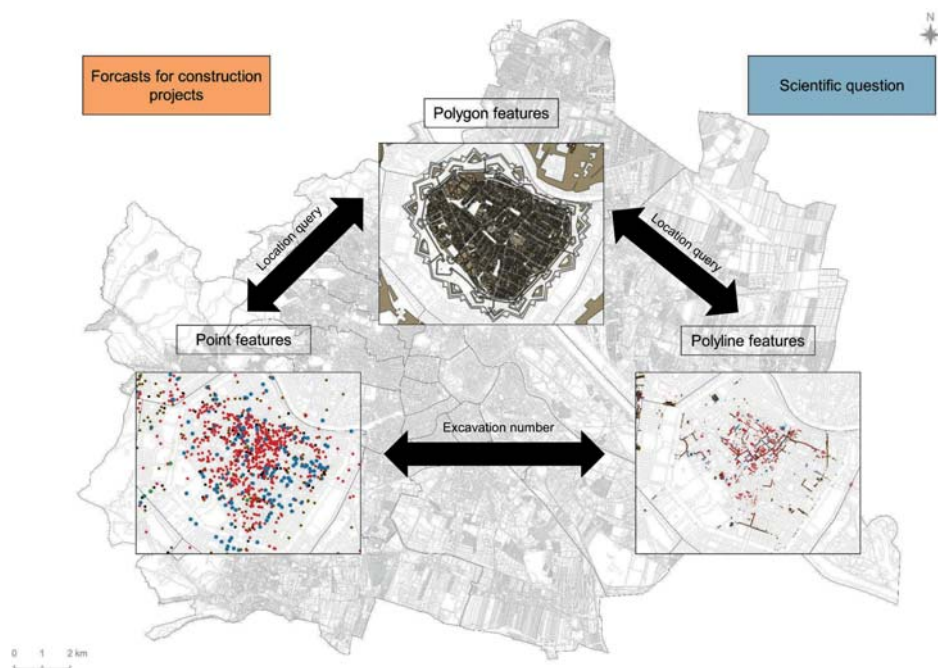 N
Forcasts for construction
projects
Scientific question
Polygon features
Location query
Location query
Point features
Polyline features
Excavation number
0 1 2 km